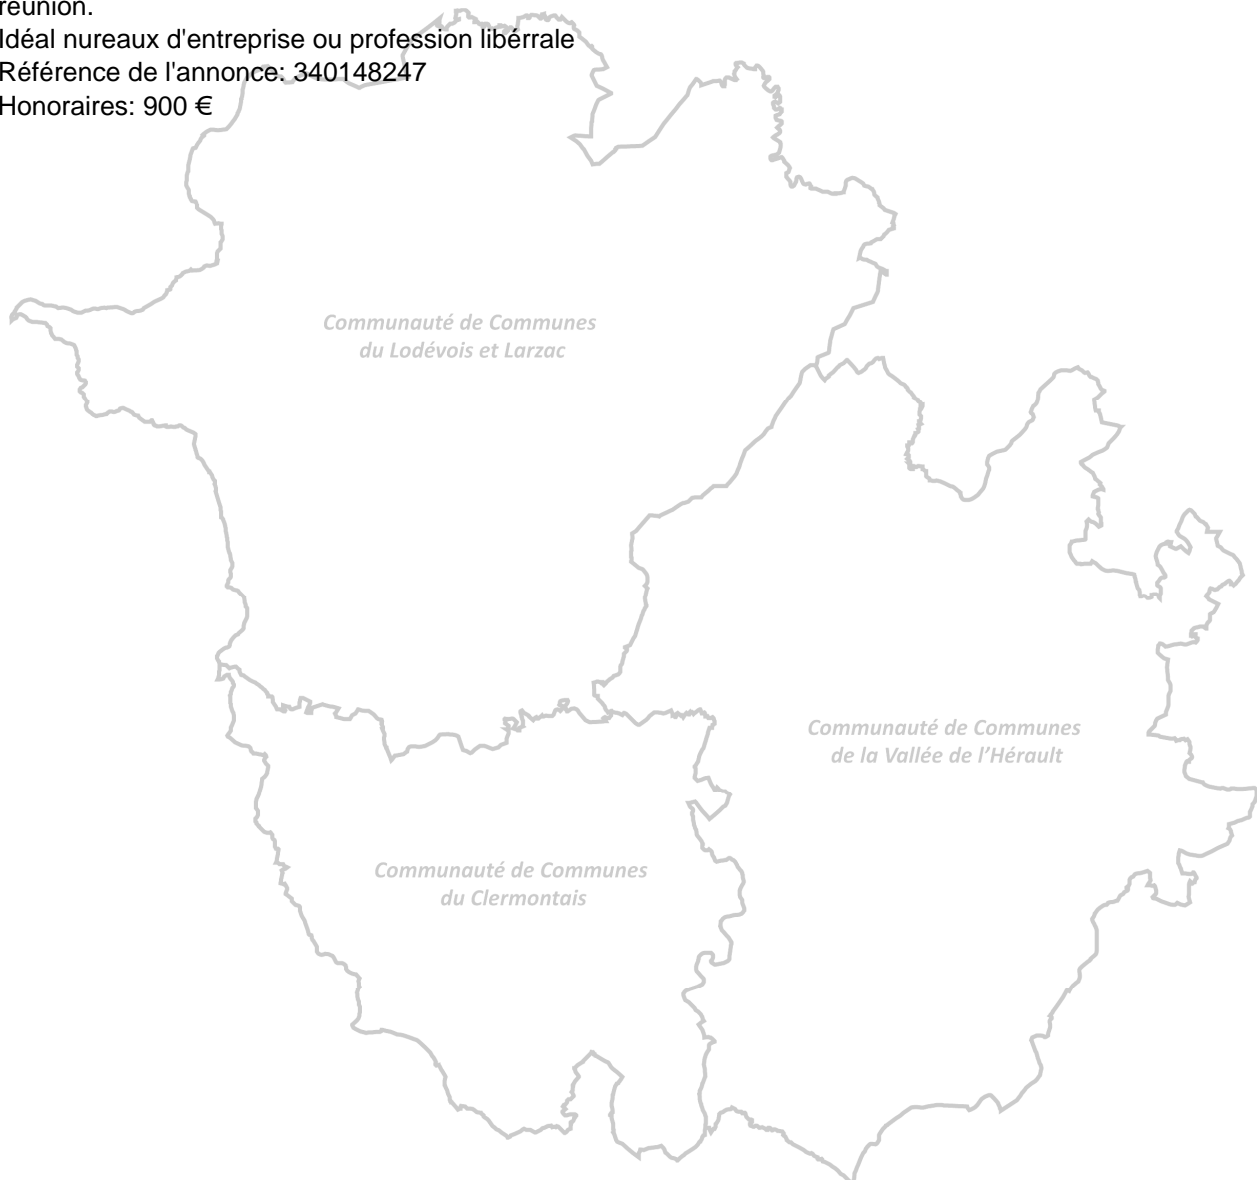 réunion.
Idéal nureaux d'entreprise ou profession libérrale
Référence de l'annonce: 340148247
Honoraires: 900 €
Communauté de Communes
du Lodévois et Larzac
Communauté de Communes
de la Vallée de l'Hérault
Communauté de Communes
du Clermontais